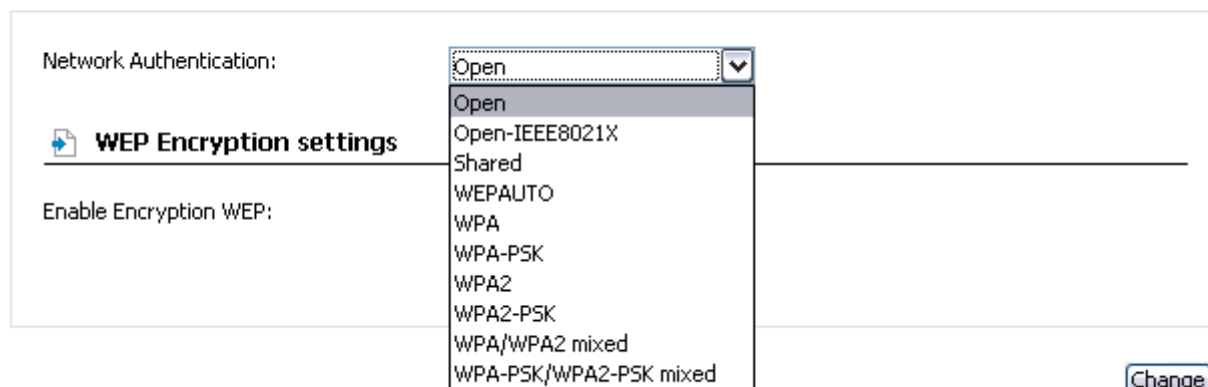 Network Authentication:
Open
Open
Open-IEEE8021X
WEP Encryption settings
Shared
WEPAUTO
Enable Encryption WEP:
WPA
WPA-PSK
WPA2
WPA2-PSK
WPA/WPA2 mixed
WPA-PSK/WPA2-PSK mixed
Change